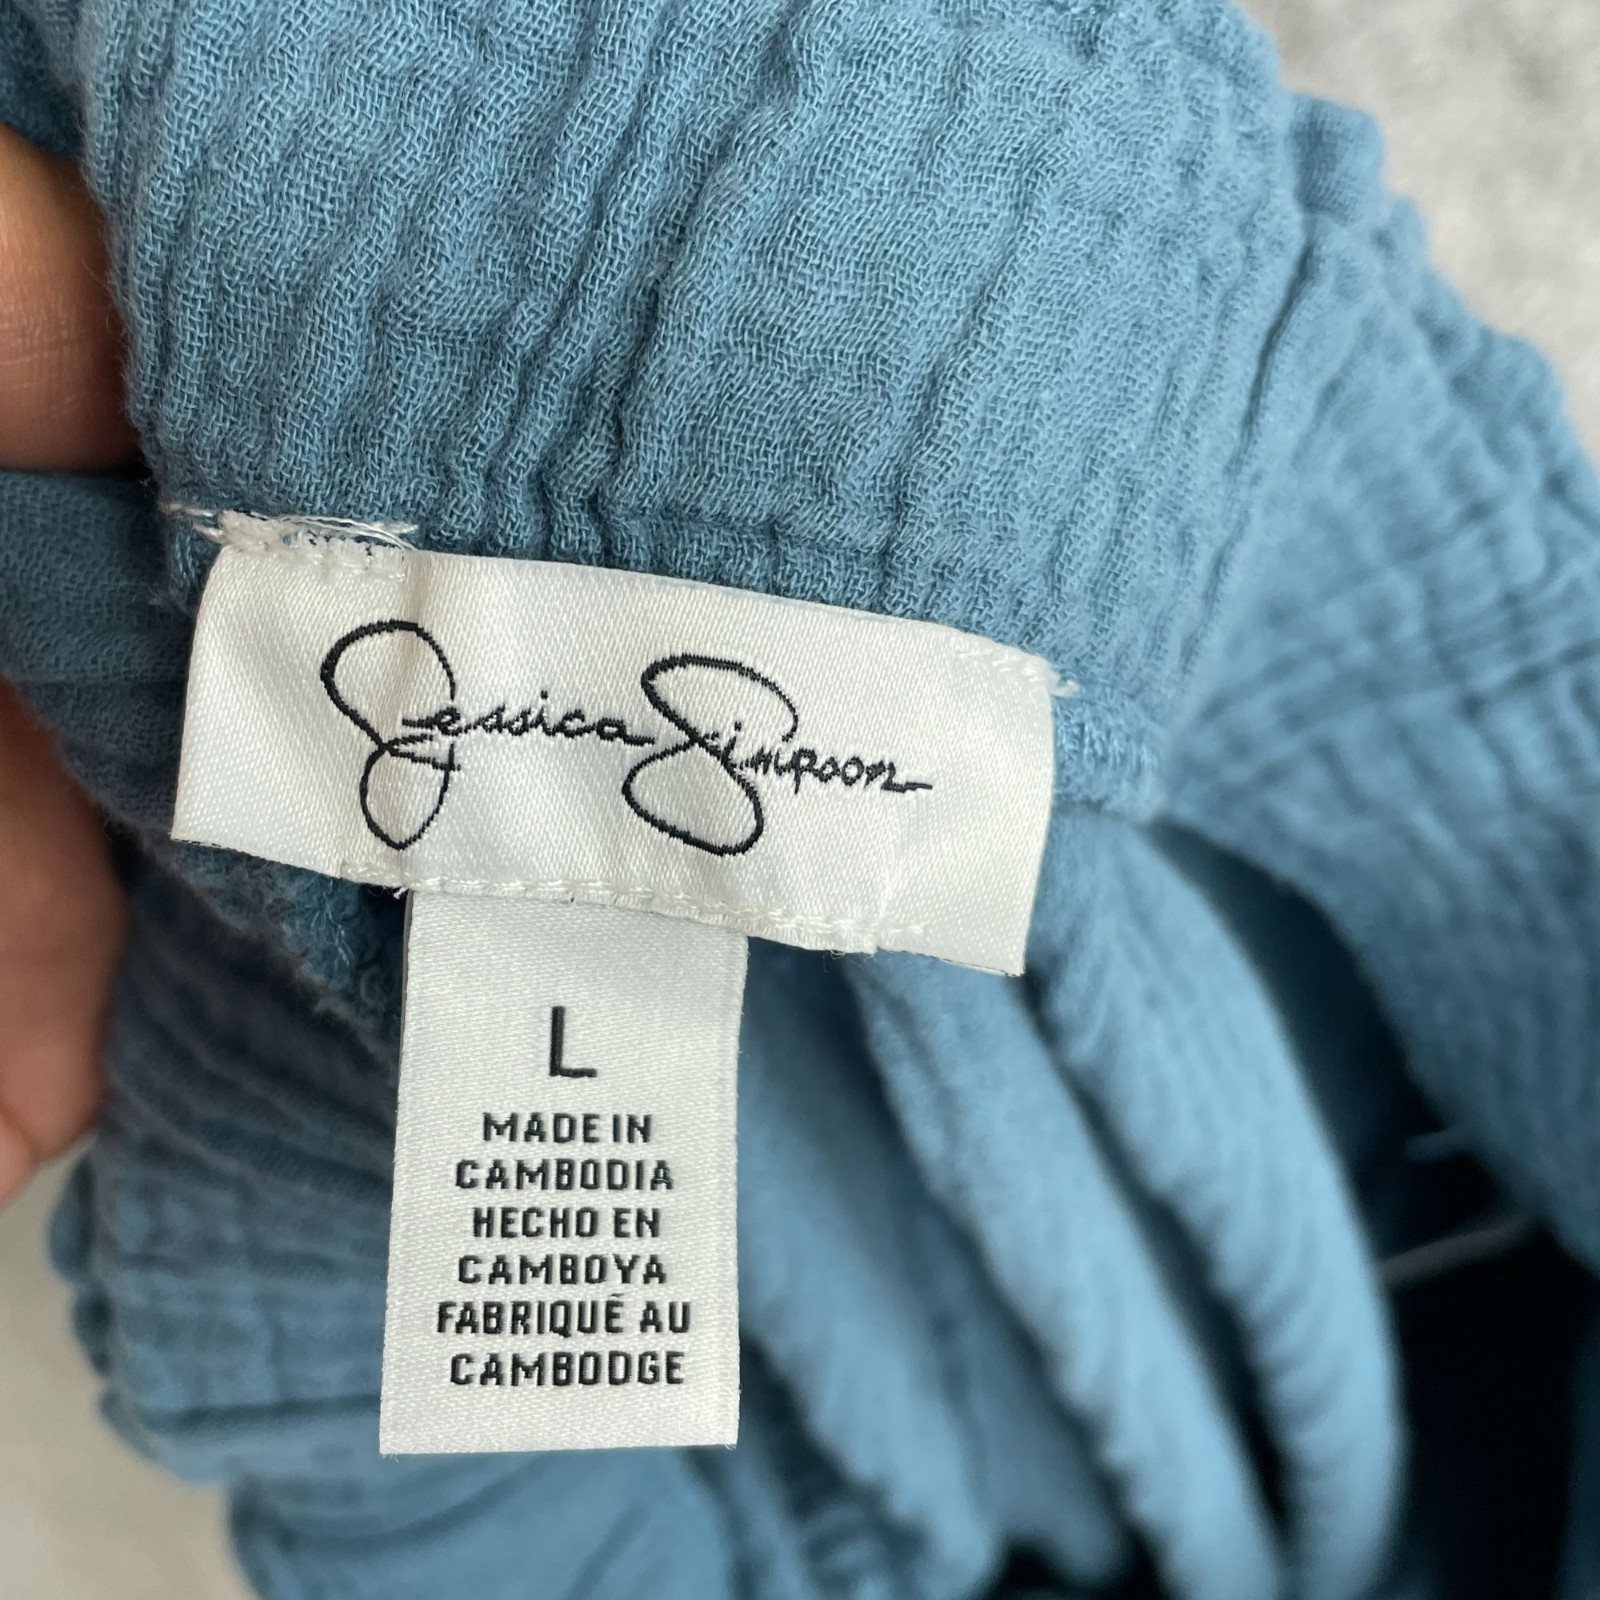 Jessica Simpson
L
MADE IN
CAMBODIA
HECHO EN
CAMBOYA
FABRIQUÉ AU
CAMBODGE